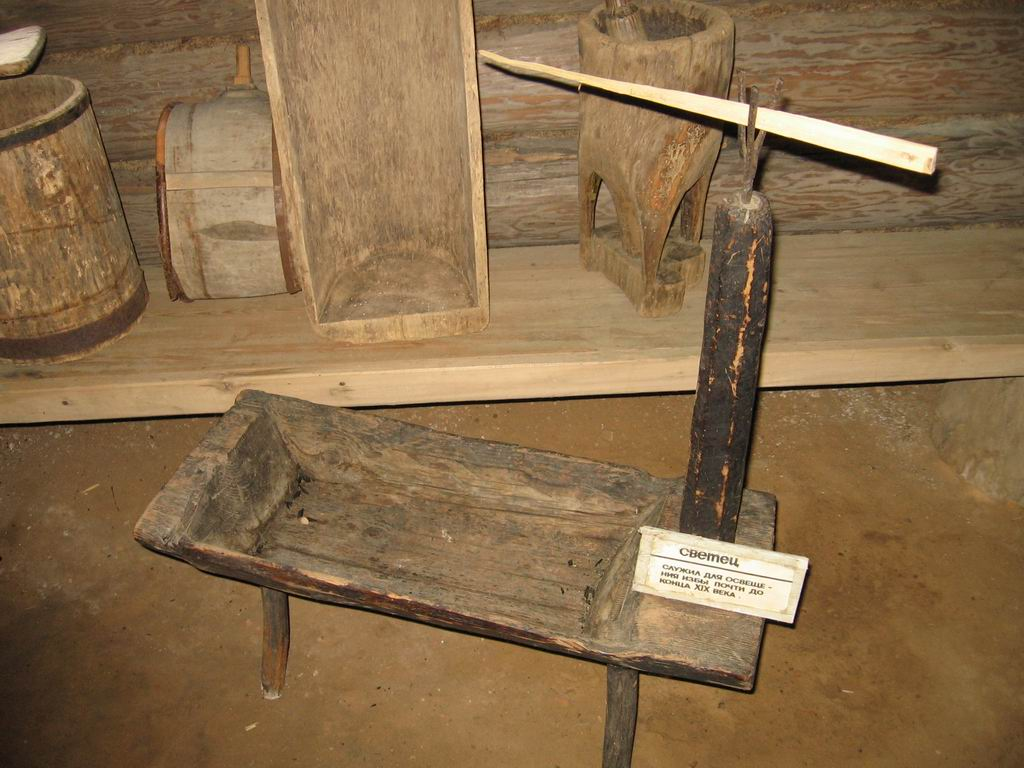 светец
СЛУЖИЛ ДЛЯ ОСВЕЩЕ-
НИЯ ИЗБЫ ПОЧТИ ДО
КОНЦА XIX ВЕКА.